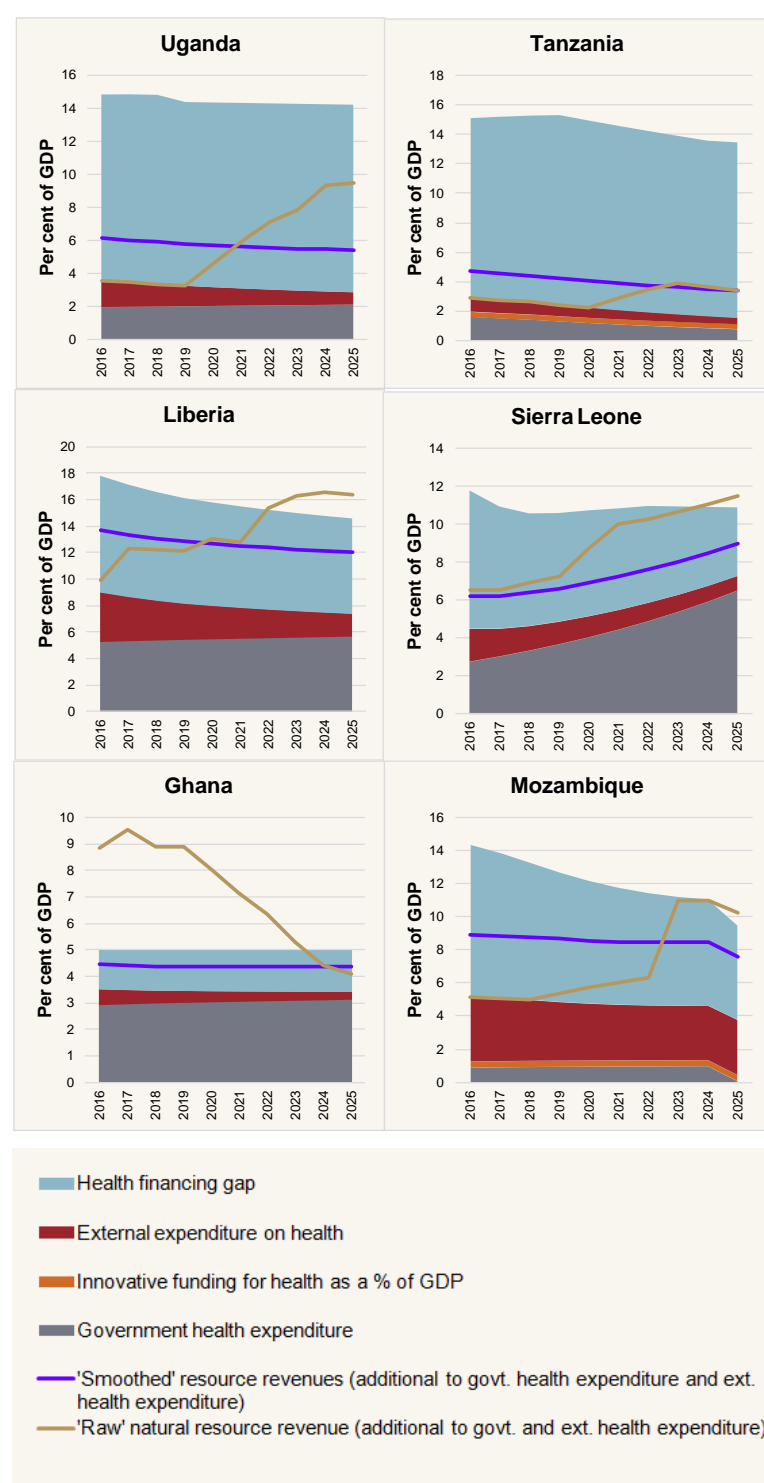 Uganda
Per cent of GDP
16
14
12
10
8
6
4
2
0
2016 2017 2018 2019 2020 2021 2022 2023 2024 2025
Tanzania
Per cent of GDP
18
16
14
12
10
8
6
4
2
0
2016 2017 2018 2019 2020 2021 2022 2023 2024 2025
Liberia
Per cent of GDP
20
18
16
14
12
10
8
6
4
2
0
2016 2017 2018 2019 2020 2021 2022 2023 2024 2025
Sierra Leone
Per cent of GDP
14
12
10
8
6
4
2
0
2016 2017 2018 2019 2020 2021 2022 2023 2024 2025
Ghana
Per cent of GDP
10
9
8
7
6
5
4
3
2
1
0
2016 2017 2018 2019 2020 2021 2022 2023 2024 2025
Mozambique
Per cent of GDP
16
14
12
10
8
6
4
2
0
2016 2017 2018 2019 2020 2021 2022 2023 2024 2025
Health financing gap
External expenditure on health
Innovative funding for health as a % of GDP
Government health expenditure
'Smoothed' resource revenues (additional to govt. health expenditure and ext.
health expenditure)
'Raw' natural resource revenue (additional to govt. and ext. health expenditure)